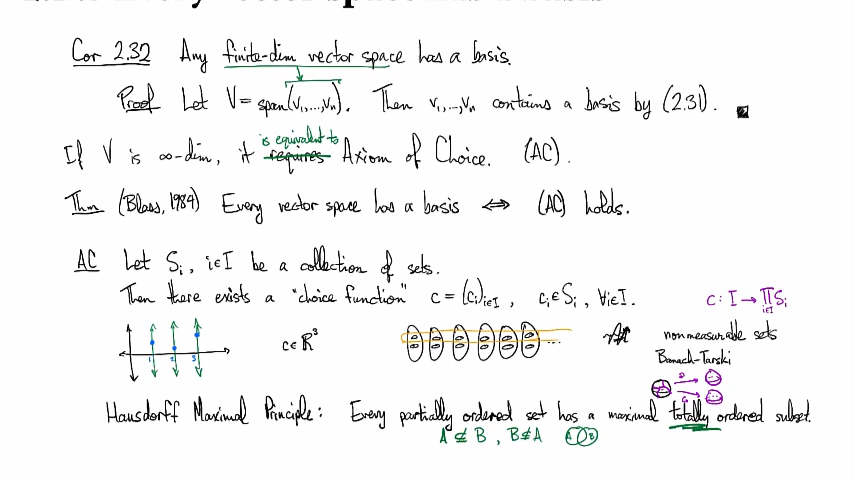 Cor 2.32 Any finite-dim vector space has a basis.
Proof Let V = span(v₁,...,vₙ). Then v₁,...,vₙ contains a basis by (2.31).
is equivalent to
If V is ∞-dim, it requires Axiom of Choice. (AC).
Thm (Blass, 1984) Every vector space has a basis ⟺ (AC) holds.
AC Let Sᵢ, i∈I be a collection of sets.
Then there exists a "choice function" c = (cᵢ)ᵢ∈I, cᵢ∈Sᵢ, ∀i∈I.
c: I → ∏ Sᵢ
i∈I
1 2 3
c∈ℝ³
...
nonmeasurable sets
Banach-Tarski
Hausdorff Maximal Principle: Every partially ordered set has a maximal totally ordered subset.
A ⊈ B, B ⊈ A A B